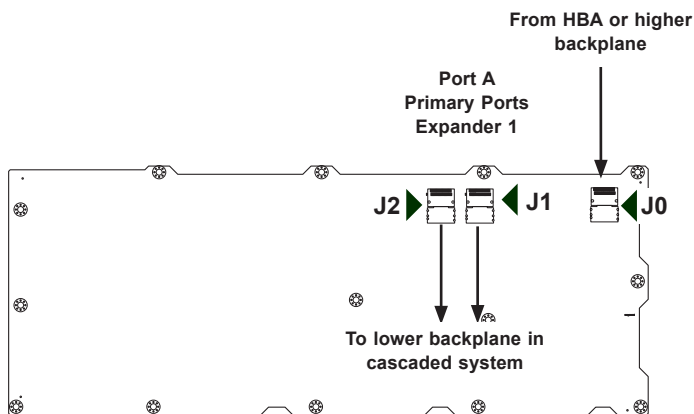 From HBA or higher
backplane
Port A
Primary Ports
Expander 1
J2
J1
J0
To lower backplane in
cascaded system